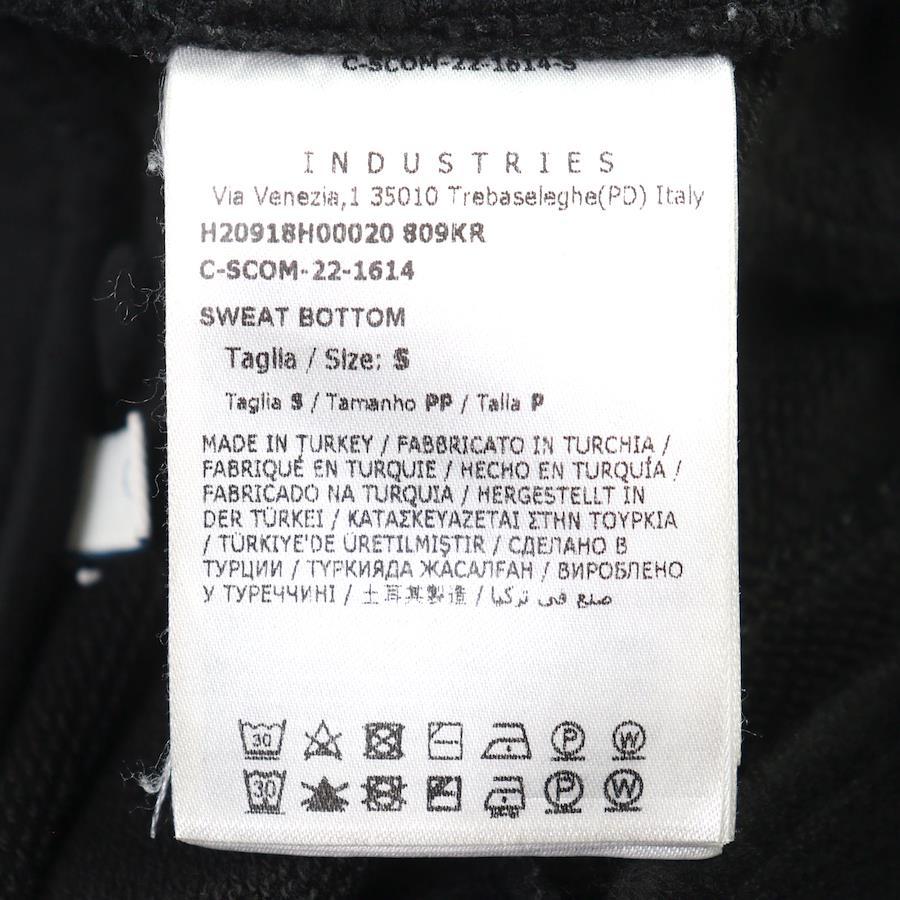 C-SCOM-22-1614-S
INDUSTRIES
Via Venezia,1 35010 Trebaseleghe(PD) Italy
H20918H00020 809KR
C-SCOM-22-1614
SWEAT BOTTOM
Taglia / Size: S
Taglia S / Tamanho PP / Talla P
MADE IN TURKEY / FABBRICATO IN TURCHIA /
FABRIQUÉ EN TURQUIE / HECHO EN TURQUÍA /
FABRICADO NA TURQUIA / HERGESTELLT IN
DER TÜRKEI / ΚΑΤΑΣΚΕΥΑΖΕΤΑΙ ΣΤΗΝ ΤΟΥΡΚΙΑ
/ TÜRKIYE'DE ÜRETILMIŞTIR / СДЕЛАНО В
ТУРЦИИ / ТҮРКИЯДА ЖАСАЛҒАН / ВИРОБЛЕНО
У ТУРЕЧЧИНІ / 土耳其製造 / صنع في تركيا
30 P W
30 P W